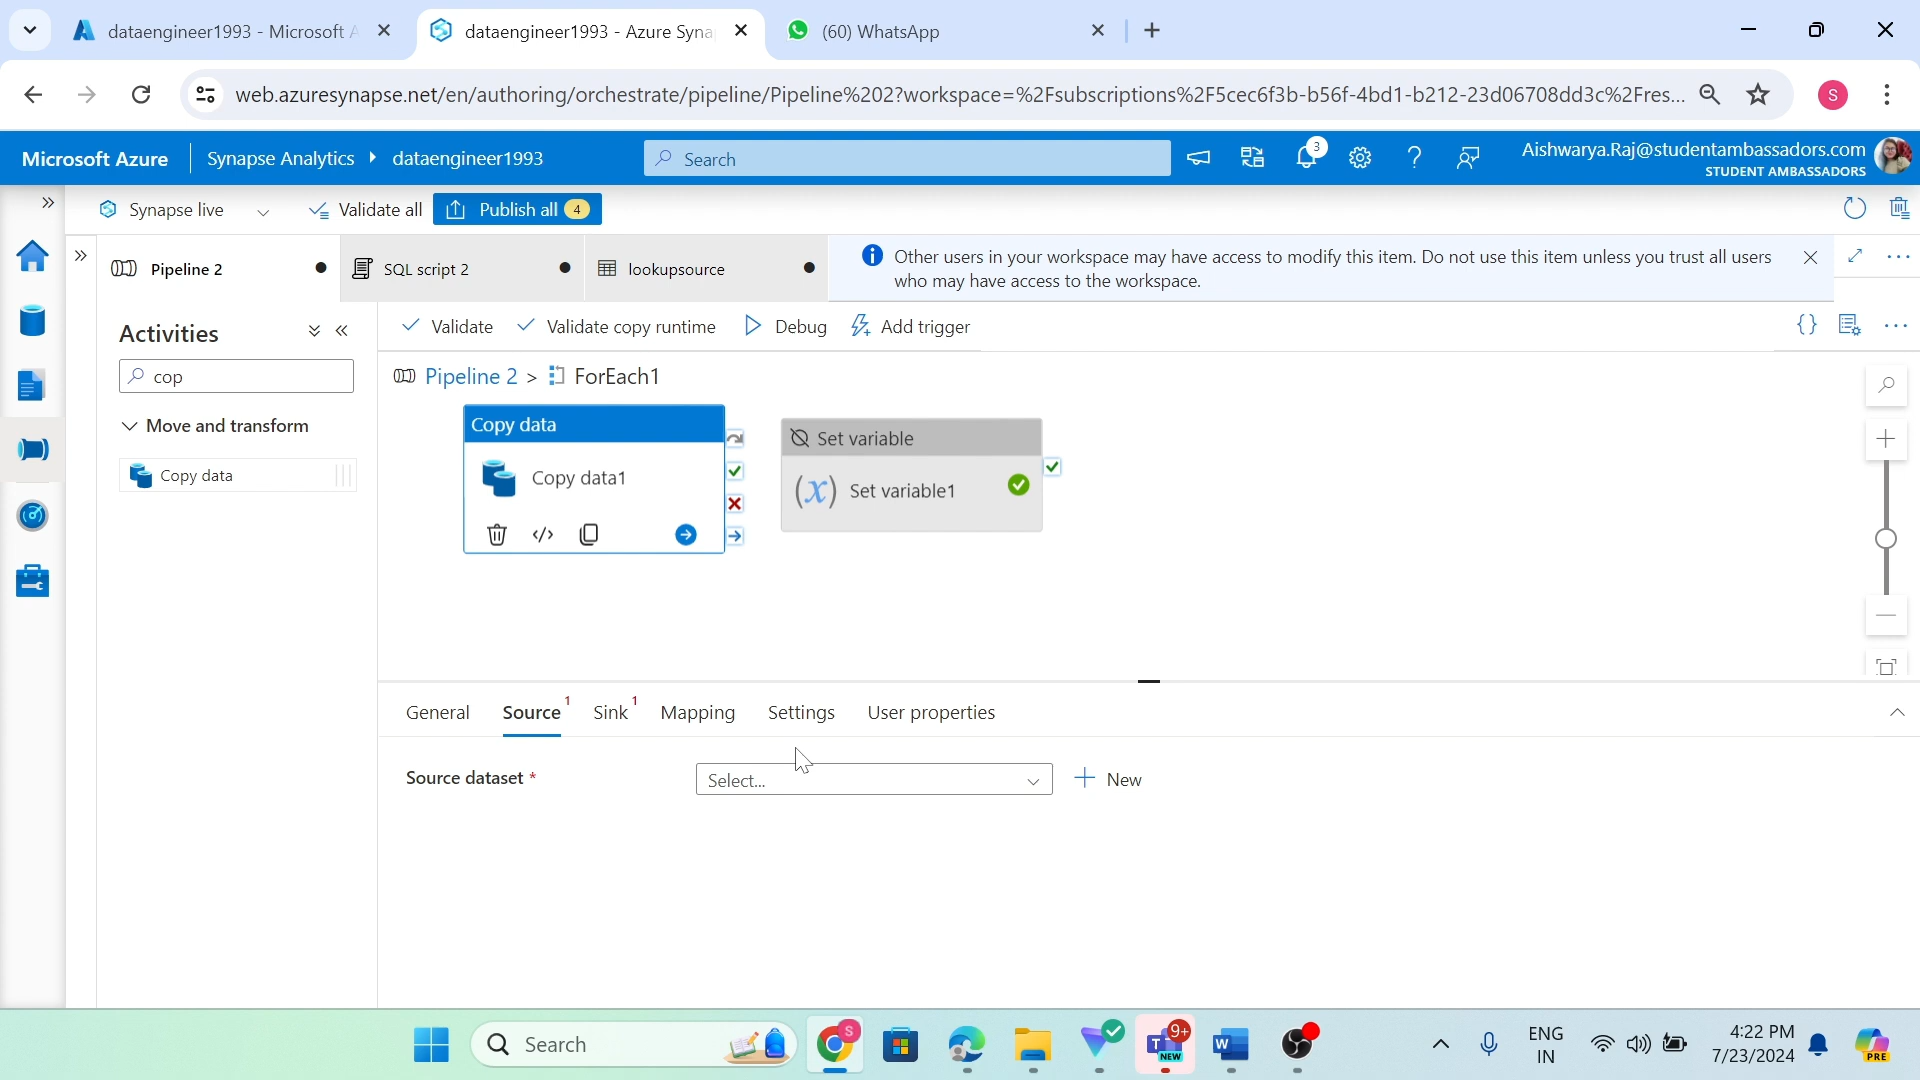 dataengineer1993 - Microsoft A
dataengineer1993 - Azure Syna
(60) WhatsApp
web.azuresynapse.net/en/authoring/orchestrate/pipeline/Pipeline%202?workspace=%2Fsubscriptions%2F5cec6f3b-b56f-4bd1-b212-23d06708dd3c%2Fres...
S
Microsoft Azure
Synapse Analytics
dataengineer1993
Search
3
Aishwarya.Raj@studentambassadors.com
STUDENT AMBASSADORS
Synapse live
Validate all
Publish all
4
Pipeline 2
SQL script 2
lookupsource
Other users in your workspace may have access to modify this item. Do not use this item unless you trust all users
who may have access to the workspace.
Activities
cop
Move and transform
Copy data
Validate
Validate copy runtime
Debug
Add trigger
Pipeline 2 > ForEach1
Copy data
Copy data1
Set variable
(x)
Set variable1
General
Source 1
Sink 1
Mapping
Settings
User properties
Source dataset *
Select...
New
Search
S
9+
T
NEW
W
ENG
IN
4:22 PM
7/23/2024
PRE